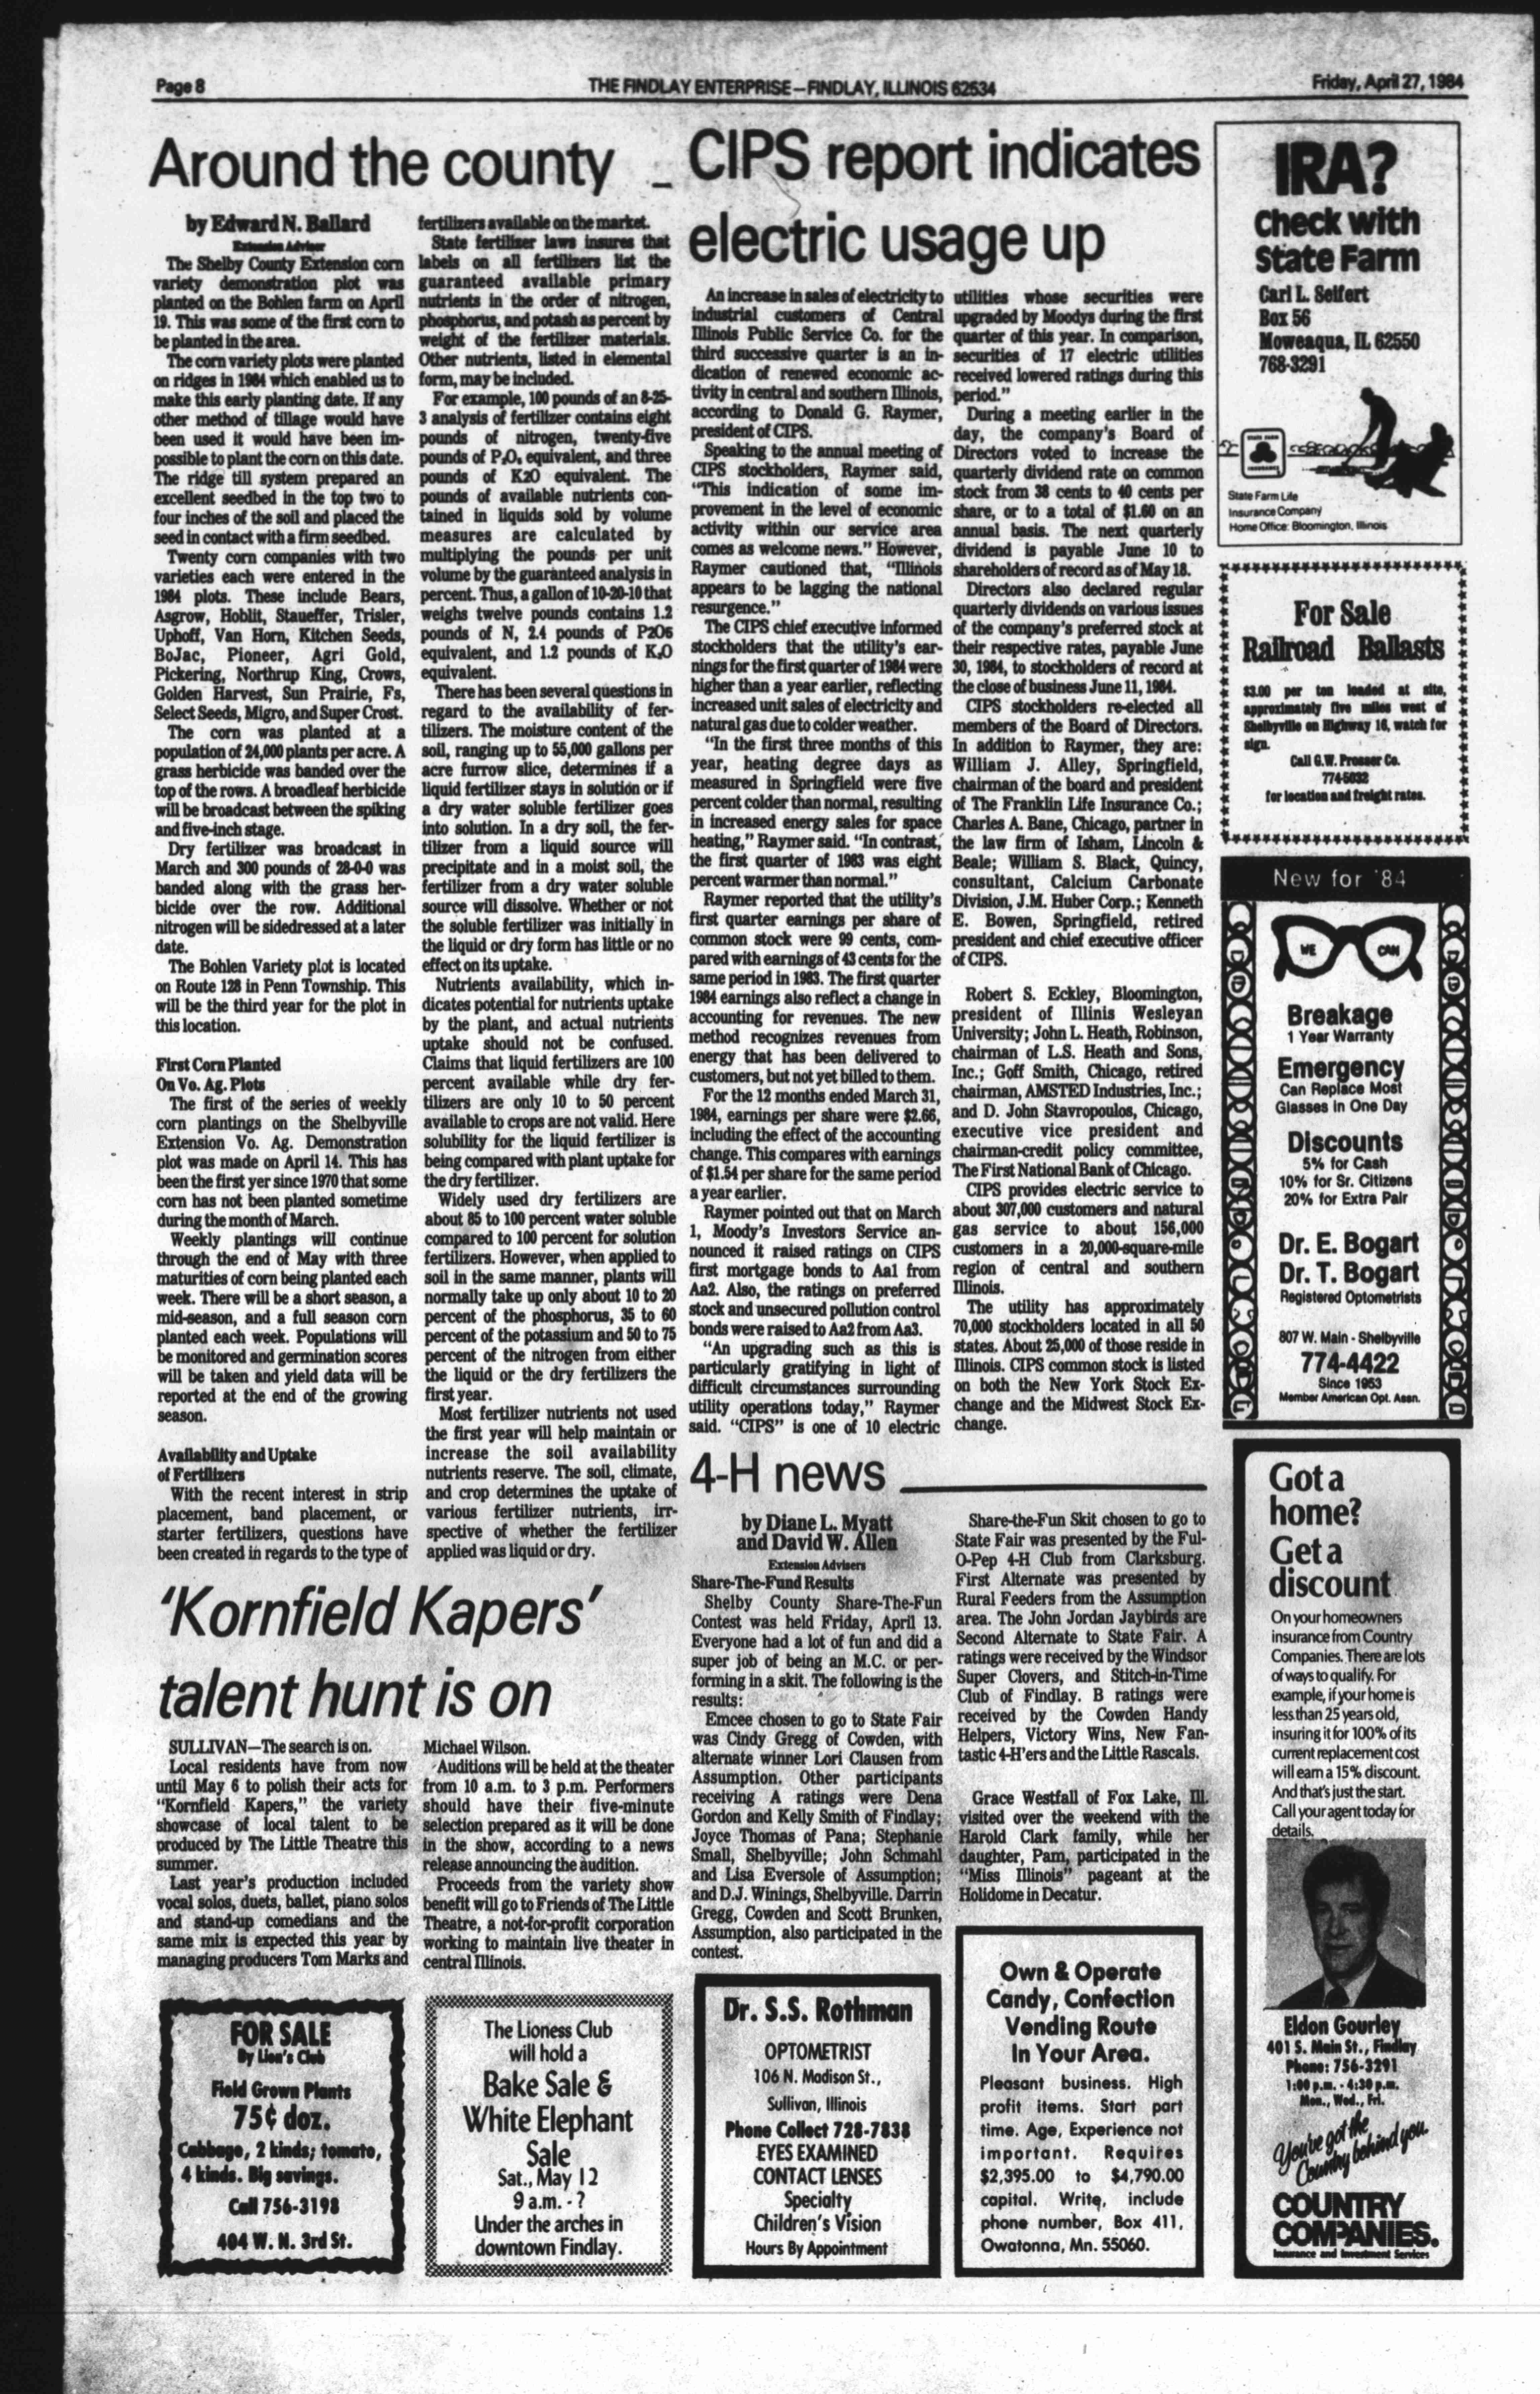 Page 8
THE FINDLAY ENTERPRISE—FINDLAY, ILLINOIS 62534
Friday, April 27, 1984
Around the county
by Edward N. Ballard
Extension Adviser
The Shelby County Extension corn
variety demonstration plot was
planted on the Bohlen farm on April
19. This was some of the first corn to
be planted in the area.
The corn variety plots were planted
on ridges in 1984 which enabled us to
make this early planting date. If any
other method of tillage would have
been used it would have been im-
possible to plant the corn on this date.
The ridge till system prepared an
excellent seedbed in the top two to
four inches of the soil and placed the
seed in contact with a firm seedbed.
Twenty corn companies with two
varieties each were entered in the
1984 plots. These include Bears,
Asgrow, Hoblit, Staueffer, Trisler,
Uphoff, Van Horn, Kitchen Seeds,
BoJac, Pioneer, Agri Gold,
Pickering, Northrup King, Crows,
Golden Harvest, Sun Prairie, Fs,
Select Seeds, Migro, and Super Crost.
The corn was planted at a
population of 24,000 plants per acre. A
grass herbicide was banded over the
top of the rows. A broadleaf herbicide
will be broadcast between the spiking
and five-inch stage.
Dry fertilizer was broadcast in
March and 300 pounds of 28-0-0 was
banded along with the grass her-
bicide over the row. Additional
nitrogen will be sidedressed at a later
date.
The Bohlen Variety plot is located
on Route 128 in Penn Township. This
will be the third year for the plot in
this location.
First Corn Planted
On Vo. Ag. Plots
The first of the series of weekly
corn plantings on the Shelbyville
Extension Vo. Ag. Demonstration
plot was made on April 14. This has
been the first yer since 1970 that some
corn has not been planted sometime
during the month of March.
Weekly plantings will continue
through the end of May with three
maturities of corn being planted each
week. There will be a short season, a
mid-season, and a full season corn
planted each week. Populations will
be monitored and germination scores
will be taken and yield data will be
reported at the end of the growing
season.
Availability and Uptake
of Fertilizers
With the recent interest in strip
placement, band placement, or
starter fertilizers, questions have
been created in regards to the type of
fertilizers available on the market.
State fertilizer laws insures that
labels on all fertilizers list the
guaranteed available primary
nutrients in the order of nitrogen,
phosphorus, and potash as percent by
weight of the fertilizer materials.
Other nutrients, listed in elemental
form, may be included.
For example, 100 pounds of an 8-25-
3 analysis of fertilizer contains eight
pounds of nitrogen, twenty-five
pounds of P₂O₅ equivalent, and three
pounds of K2O equivalent. The
pounds of available nutrients con-
tained in liquids sold by volume
measures are calculated by
multiplying the pounds per unit
volume by the guaranteed analysis in
percent. Thus, a gallon of 10-20-10 that
weighs twelve pounds contains 1.2
pounds of N, 2.4 pounds of P2O5
equivalent, and 1.2 pounds of K₂O
equivalent.
There has been several questions in
regard to the availability of fer-
tilizers. The moisture content of the
soil, ranging up to 55,000 gallons per
acre furrow slice, determines if a
liquid fertilizer stays in solution or if
a dry water soluble fertilizer goes
into solution. In a dry soil, the fer-
tilizer from a liquid source will
precipitate and in a moist soil, the
fertilizer from a dry water soluble
source will dissolve. Whether or not
the soluble fertilizer was initially in
the liquid or dry form has little or no
effect on its uptake.
Nutrients availability, which in-
dicates potential for nutrients uptake
by the plant, and actual nutrients
uptake should not be confused.
Claims that liquid fertilizers are 100
percent available while dry fer-
tilizers are only 10 to 50 percent
available to crops are not valid. Here
solubility for the liquid fertilizer is
being compared with plant uptake for
the dry fertilizer.
Widely used dry fertilizers are
about 85 to 100 percent water soluble
compared to 100 percent for solution
fertilizers. However, when applied to
soil in the same manner, plants will
normally take up only about 10 to 20
percent of the phosphorus, 35 to 60
percent of the potassium and 50 to 75
percent of the nitrogen from either
the liquid or the dry fertilizers the
first year.
Most fertilizer nutrients not used
the first year will help maintain or
increase the soil availability
nutrients reserve. The soil, climate,
and crop determines the uptake of
various fertilizer nutrients, irr-
spective of whether the fertilizer
applied was liquid or dry.
'Kornfield Kapers'
talent hunt is on
SULLIVAN—The search is on.
Local residents have from now
until May 6 to polish their acts for
"Kornfield Kapers," the variety
showcase of local talent to be
produced by The Little Theatre this
summer.
Last year's production included
vocal solos, duets, ballet, piano solos
and stand-up comedians and the
same mix is expected this year by
managing producers Tom Marks and
Michael Wilson.
Auditions will be held at the theater
from 10 a.m. to 3 p.m. Performers
should have their five-minute
selection prepared as it will be done
in the show, according to a news
release announcing the audition.
Proceeds from the variety show
benefit will go to Friends of The Little
Theatre, a not-for-profit corporation
working to maintain live theater in
central Illinois.
FOR SALE
By Lion's Club
Field Grown Plants
75¢ doz.
Cabbage, 2 kinds; tomato,
4 kinds. Big savings.
Call 756-3198
404 W. N. 3rd St.
The Lioness Club
will hold a
Bake Sale &
White Elephant
Sale
Sat., May 12
9 a.m. - ?
Under the arches in
downtown Findlay.
CIPS report indicates
electric usage up
An increase in sales of electricity to
industrial customers of Central
Illinois Public Service Co. for the
third successive quarter is an in-
dication of renewed economic ac-
tivity in central and southern Illinois,
according to Donald G. Raymer,
president of CIPS.
Speaking to the annual meeting of
CIPS stockholders, Raymer said,
"This indication of some im-
provement in the level of economic
activity within our service area
comes as welcome news." However,
Raymer cautioned that, "Illinois
appears to be lagging the national
resurgence."
The CIPS chief executive informed
stockholders that the utility's ear-
nings for the first quarter of 1984 were
higher than a year earlier, reflecting
increased unit sales of electricity and
natural gas due to colder weather.
"In the first three months of this
year, heating degree days as
measured in Springfield were five
percent colder than normal, resulting
in increased energy sales for space
heating," Raymer said. "In contrast,
the first quarter of 1983 was eight
percent warmer than normal."
Raymer reported that the utility's
first quarter earnings per share of
common stock were 99 cents, com-
pared with earnings of 43 cents for the
same period in 1983. The first quarter
1984 earnings also reflect a change in
accounting for revenues. The new
method recognizes revenues from
energy that has been delivered to
customers, but not yet billed to them.
For the 12 months ended March 31,
1984, earnings per share were $2.66,
including the effect of the accounting
change. This compares with earnings
of $1.54 per share for the same period
a year earlier.
Raymer pointed out that on March
1, Moody's Investors Service an-
nounced it raised ratings on CIPS
first mortgage bonds to Aa1 from
Aa2. Also, the ratings on preferred
stock and unsecured pollution control
bonds were raised to Aa2 from Aa3.
"An upgrading such as this is
particularly gratifying in light of
difficult circumstances surrounding
utility operations today," Raymer
said. "CIPS" is one of 10 electric
utilities whose securities were
upgraded by Moodys during the first
quarter of this year. In comparison,
securities of 17 electric utilities
received lowered ratings during this
period."
During a meeting earlier in the
day, the company's Board of
Directors voted to increase the
quarterly dividend rate on common
stock from 38 cents to 40 cents per
share, or to a total of $1.60 on an
annual basis. The next quarterly
dividend is payable June 10 to
shareholders of record as of May 18.
Directors also declared regular
quarterly dividends on various issues
of the company's preferred stock at
their respective rates, payable June
30, 1984, to stockholders of record at
the close of business June 11, 1984.
CIPS stockholders re-elected all
members of the Board of Directors.
In addition to Raymer, they are:
William J. Alley, Springfield,
chairman of the board and president
of The Franklin Life Insurance Co.;
Charles A. Bane, Chicago, partner in
the law firm of Isham, Lincoln &
Beale; William S. Black, Quincy,
consultant, Calcium Carbonate
Division, J.M. Huber Corp.; Kenneth
E. Bowen, Springfield, retired
president and chief executive officer
of CIPS.
Robert S. Eckley, Bloomington,
president of Illinis Wesleyan
University; John L. Heath, Robinson,
chairman of L.S. Heath and Sons,
Inc.; Goff Smith, Chicago, retired
chairman, AMSTED Industries, Inc.;
and D. John Stavropoulos, Chicago,
executive vice president and
chairman-credit policy committee,
The First National Bank of Chicago.
CIPS provides electric service to
about 307,000 customers and natural
gas service to about 156,000
customers in a 20,000-square-mile
region of central and southern
Illinois.
The utility has approximately
70,000 stockholders located in all 50
states. About 25,000 of those reside in
Illinois. CIPS common stock is listed
on both the New York Stock Ex-
change and the Midwest Stock Ex-
change.
4-H news
by Diane L. Myatt
and David W. Allen
Extension Advisers
Share-The-Fund Results
Shelby County Share-The-Fun
Contest was held Friday, April 13.
Everyone had a lot of fun and did a
super job of being an M.C. or per-
forming in a skit. The following is the
results:
Emcee chosen to go to State Fair
was Cindy Gregg of Cowden, with
alternate winner Lori Clausen from
Assumption. Other participants
receiving A ratings were Dena
Gordon and Kelly Smith of Findlay;
Joyce Thomas of Pana; Stephanie
Small, Shelbyville; John Schmahl
and Lisa Eversole of Assumption;
and D.J. Winings, Shelbyville. Darrin
Gregg, Cowden and Scott Brunken,
Assumption, also participated in the
contest.
Share-the-Fun Skit chosen to go to
State Fair was presented by the Ful-
O-Pep 4-H Club from Clarksburg.
First Alternate was presented by
Rural Feeders from the Assumption
area. The John Jordan Jaybirds are
Second Alternate to State Fair. A
ratings were received by the Windsor
Super Clovers, and Stitch-in-Time
Club of Findlay. B ratings were
received by the Cowden Handy
Helpers, Victory Wins, New Fan-
tastic 4-H'ers and the Little Rascals.
Grace Westfall of Fox Lake, Ill.
visited over the weekend with the
Harold Clark family, while her
daughter, Pam, participated in the
"Miss Illinois" pageant at the
Holidome in Decatur.
Dr. S.S. Rothman
OPTOMETRIST
106 N. Madison St.,
Sullivan, Illinois
Phone Collect 728-7838
EYES EXAMINED
CONTACT LENSES
Specialty
Children's Vision
Hours By Appointment
Own & Operate
Candy, Confection
Vending Route
In Your Area.
Pleasant business. High
profit items. Start part
time. Age, Experience not
important. Requires
$2,395.00 to $4,790.00
capital. Write, include
phone number, Box 411,
Owatonna, Mn. 55060.
IRA?
Check with
State Farm
Carl L. Seifert
Box 56
Moweaqua, IL 62550
768-3291
STATE FARM
INSURANCE
State Farm Life
Insurance Company
Home Office: Bloomington, Illinois
For Sale
Railroad Ballasts
$3.00 per ton loaded at site,
approximately five miles west of
Shelbyville on Highway 16, watch for
sign.
Call G.W. Prosser Co.
774-5032
for location and freight rates.
New for '84
WE CAN
Breakage
1 Year Warranty
Emergency
Can Replace Most
Glasses in One Day
Discounts
5% for Cash
10% for Sr. Citizens
20% for Extra Pair
Dr. E. Bogart
Dr. T. Bogart
Registered Optometrists
807 W. Main - Shelbyville
774-4422
Since 1953
Member American Opt. Assn.
Got a
home?
Get a
discount
On your homeowners
insurance from Country
Companies. There are lots
of ways to qualify. For
example, if your home is
less than 25 years old,
insuring it for 100% of its
current replacement cost
will earn a 15% discount.
And that's just the start.
Call your agent today for
details.
Eldon Gourley
401 S. Main St., Findlay
Phone: 756-3291
1:00 p.m. - 4:30 p.m.
Mon., Wed., Fri.
You've got the
Country behind you.
COUNTRY
COMPANIES.
Insurance and Investment Services